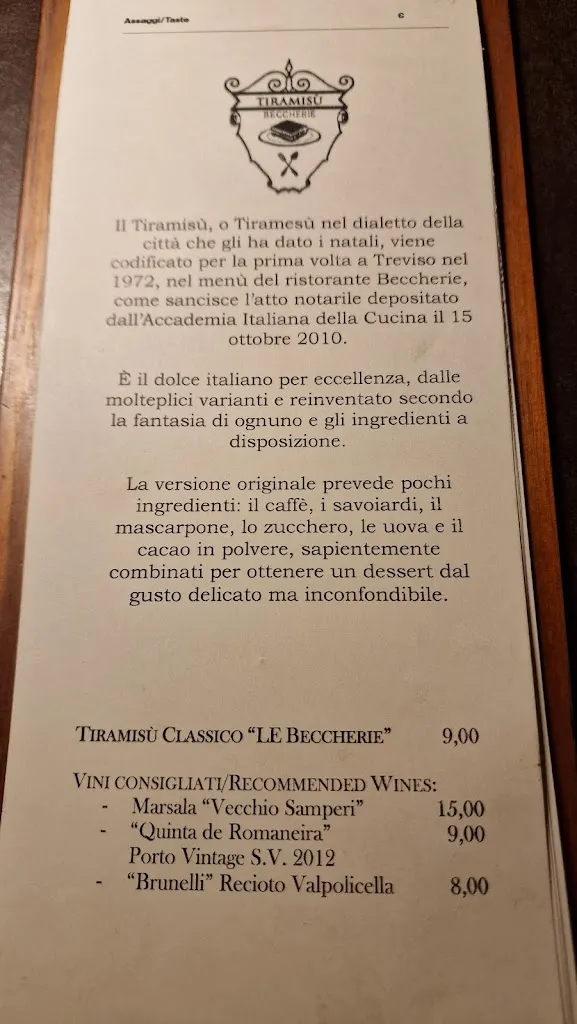 Assaggi/Taste €
TIRAMISÙ
BECCHERIE
Il Tiramisù, o Tiramesù nel dialetto della
città che gli ha dato i natali, viene
codificato per la prima volta a Treviso nel
1972, nel menù del ristorante Beccherie,
come sancisce l'atto notarile depositato
dall'Accademia Italiana della Cucina il 15
ottobre 2010.
È il dolce italiano per eccellenza, dalle
molteplici varianti e reinventato secondo
la fantasia di ognuno e gli ingredienti a
disposizione.
La versione originale prevede pochi
ingredienti: il caffè, i savoiardi, il
mascarpone, lo zucchero, le uova e il
cacao in polvere, sapientemente
combinati per ottenere un dessert dal
gusto delicato ma inconfondibile.
TIRAMISÙ CLASSICO "LE BECCHERIE" 9,00
VINI CONSIGLIATI/RECOMMENDED WINES:
- Marsala "Vecchio Samperi" 15,00
- "Quinta de Romaneira" 9,00
Porto Vintage S.V. 2012
- "Brunelli" Recioto Valpolicella 8,00